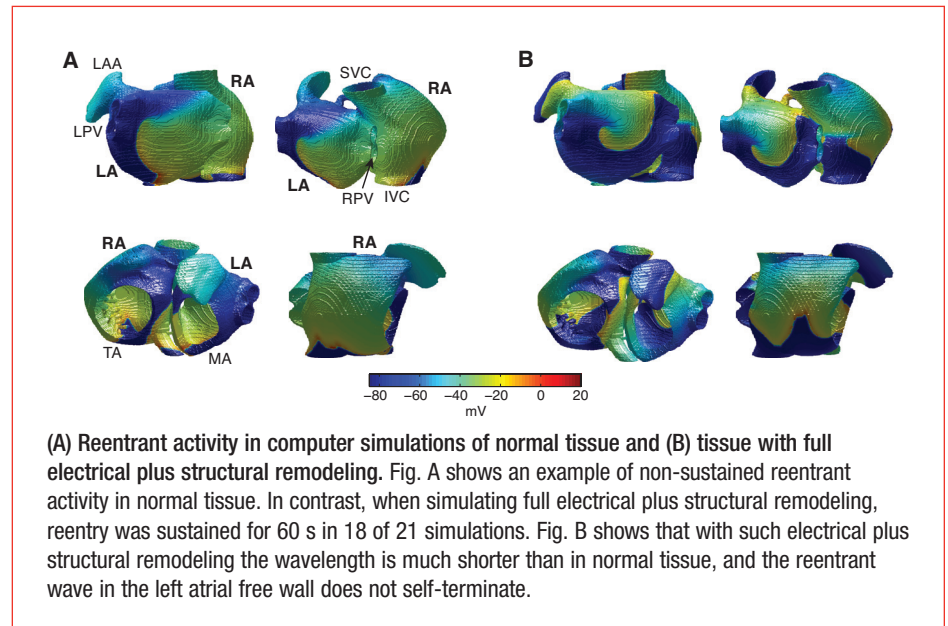 A
LAA
RA
SVC
RA
B
LPV
LA
LA
RPV
IVC
RA
LA
RA
TA
MA
−80 −60 −40 −20 0 20
mV
(A) Reentrant activity in computer simulations of normal tissue and (B) tissue with full
electrical plus structural remodeling. Fig. A shows an example of non-sustained reentrant
activity in normal tissue. In contrast, when simulating full electrical plus structural remodeling,
reentry was sustained for 60 s in 18 of 21 simulations. Fig. B shows that with such electrical plus
structural remodeling the wavelength is much shorter than in normal tissue, and the reentrant
wave in the left atrial free wall does not self-terminate.